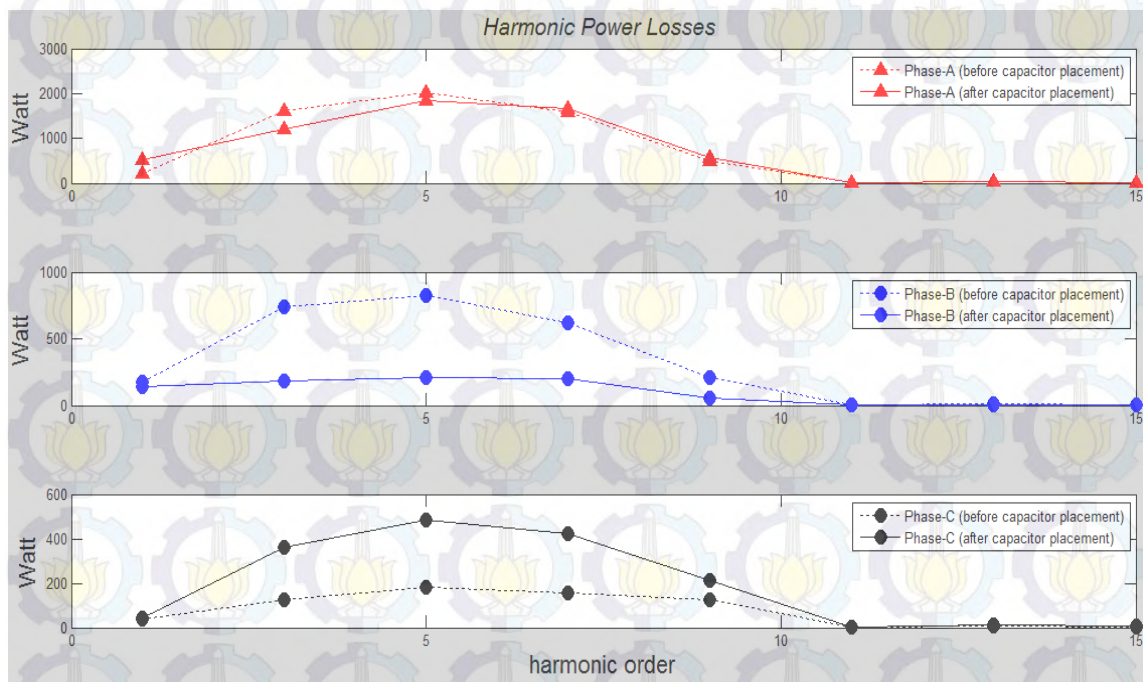 Harmonic Power Losses
3000
2000
1000
0
Watt
Phase-A (before capacitor placement)
Phase-A (after capacitor placement)
0 5 10 15
1000
500
0
Watt
Phase-B (before capacitor placement)
Phase-B (after capacitor placement)
0 5 10 15
600
400
200
0
Watt
Phase-C (before capacitor placement)
Phase-C (after capacitor placement)
0 5 10 15
harmonic order